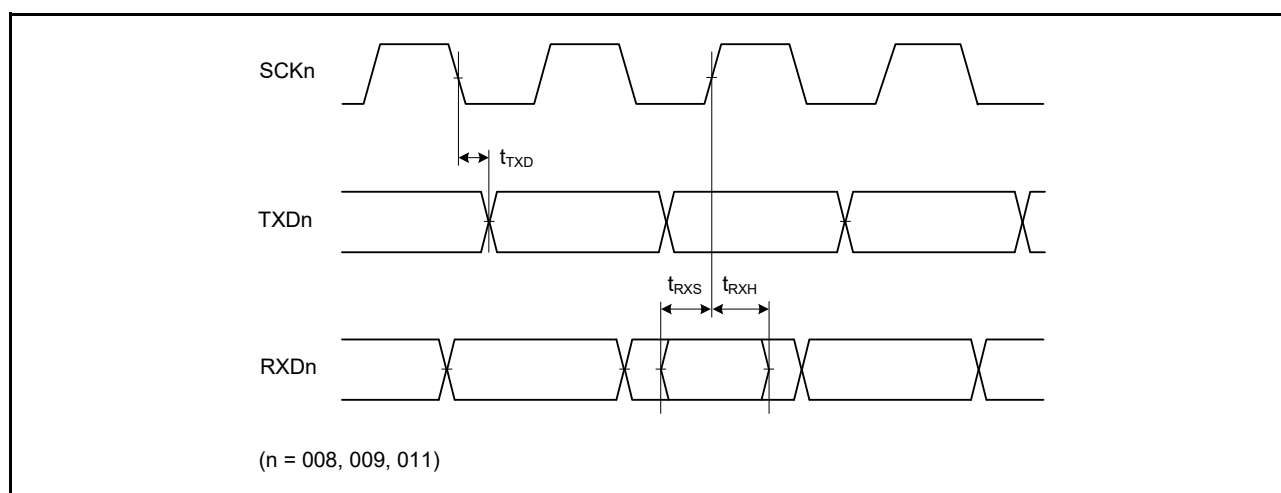 SCKn
tTXD
TXDn
tRXS tRXH
RXDn
(n = 008, 009, 011)